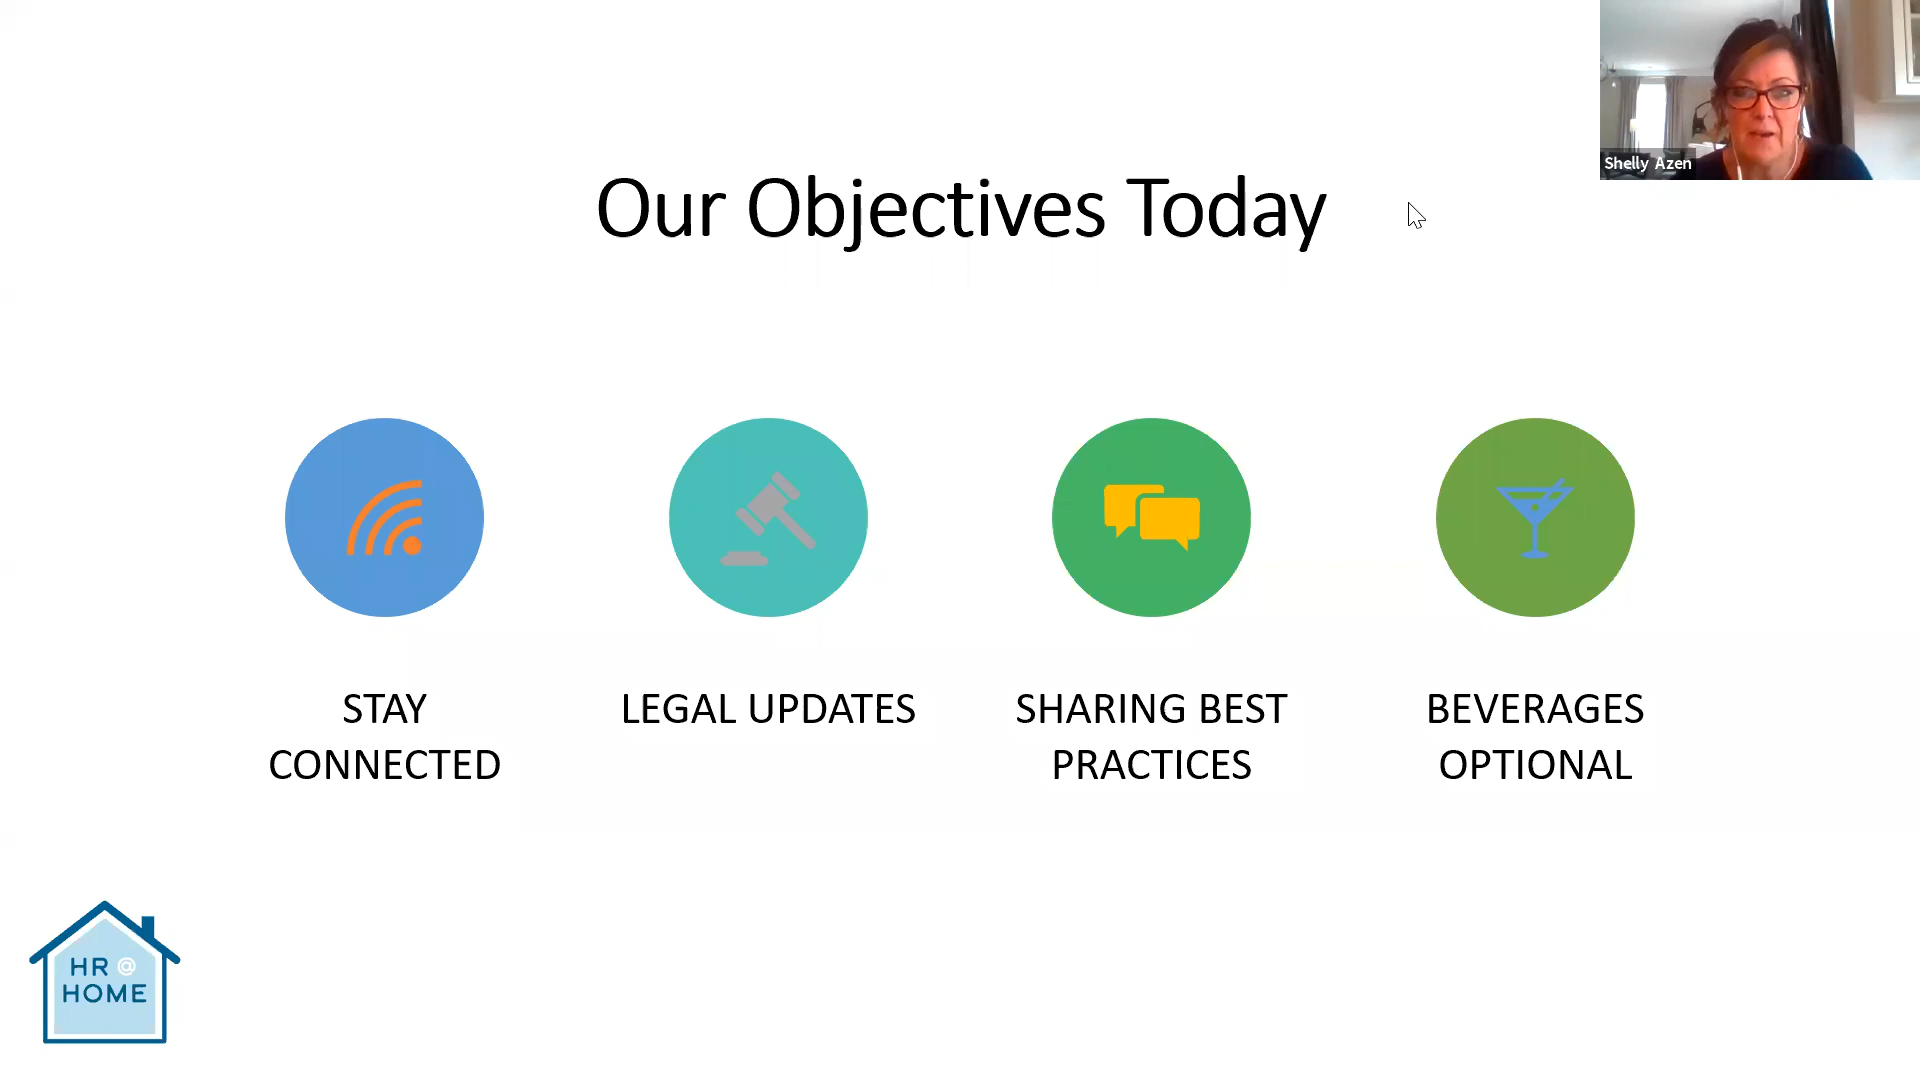 Shelly Azen
Our Objectives Today
STAY
CONNECTED
LEGAL UPDATES
SHARING BEST
PRACTICES
BEVERAGES
OPTIONAL
HR @
HOME